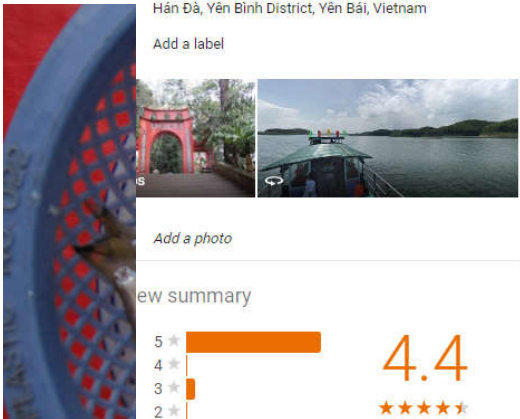 Hán Đà, Yên Bình District, Yên Bái, Vietnam
Add a label
Add a photo
ew summary
5
4
3
2
4.4